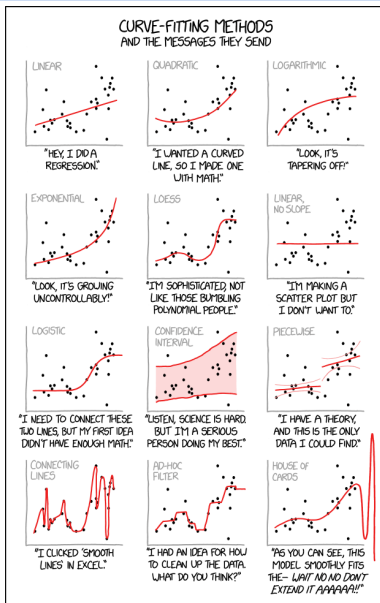 CURVE-FITTING METHODS
AND THE MESSAGES THEY SEND
LINEAR
QUADRATIC
LOGARITHMIC
"HEY, I DID A
REGRESSION."
"I WANTED A CURVED
LINE, SO I MADE ONE
WITH MATH."
"LOOK, IT'S
TAPERING OFF!"
EXPONENTIAL
LOESS
LINEAR,
NO SLOPE
"LOOK, IT'S GROWING
UNCONTROLLABLY!"
"I'M SOPHISTICATED, NOT
LIKE THOSE BUMBLING
POLYNOMIAL PEOPLE."
"I'M MAKING A
SCATTER PLOT BUT
I DON'T WANT TO."
LOGISTIC
CONFIDENCE
INTERVAL
PIECEWISE
"I NEED TO CONNECT THESE
TWO LINES, BUT MY FIRST IDEA
DIDN'T HAVE ENOUGH MATH."
"LISTEN, SCIENCE IS HARD.
BUT I'M A SERIOUS
PERSON DOING MY BEST."
"I HAVE A THEORY,
AND THIS IS THE ONLY
DATA I COULD FIND."
CONNECTING
LINES
AD-HOC
FILTER
HOUSE OF
CARDS
"I CLICKED 'SMOOTH
LINES' IN EXCEL."
"I HAD AN IDEA FOR HOW
TO CLEAN UP THE DATA.
WHAT DO YOU THINK?"
"AS YOU CAN SEE, THIS
MODEL SMOOTHLY FITS
THE- WAIT NO NO DON'T
EXTEND IT AAAAAA!!"